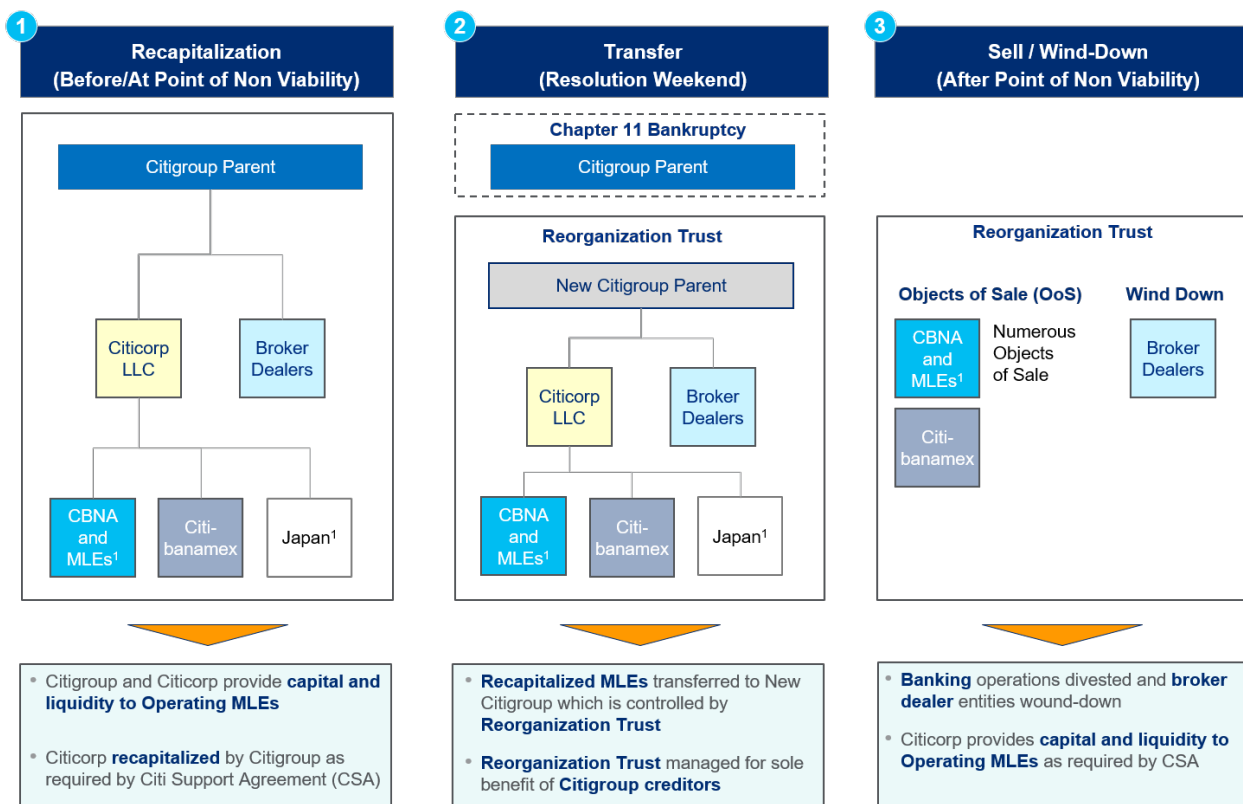 1
Recapitalization
(Before/At Point of Non Viability)
Citigroup Parent
Citicorp
LLC
Broker
Dealers
CBNA
and
MLEs¹
Citi-
banamex
Japan¹
• Citigroup and Citicorp provide capital and
liquidity to Operating MLEs
• Citicorp recapitalized by Citigroup as
required by Citi Support Agreement (CSA)
2
Transfer
(Resolution Weekend)
Chapter 11 Bankruptcy
Citigroup Parent
Reorganization Trust
New Citigroup Parent
Citicorp
LLC
Broker
Dealers
CBNA
and
MLEs¹
Citi-
banamex
Japan¹
• Recapitalized MLEs transferred to New
Citigroup which is controlled by
Reorganization Trust
• Reorganization Trust managed for sole
benefit of Citigroup creditors
3
Sell / Wind-Down
(After Point of Non Viability)
Reorganization Trust
Objects of Sale (OoS)
CBNA
and
MLEs¹
Numerous
Objects
of Sale
Citi-
banamex
Wind Down
Broker
Dealers
• Banking operations divested and broker
dealer entities wound-down
• Citicorp provides capital and liquidity to
Operating MLEs as required by CSA